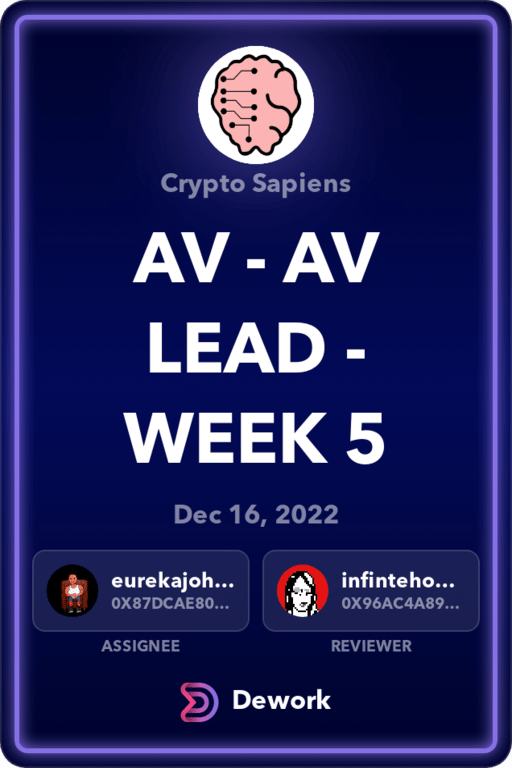 Crypto Sapiens
AV - AV
LEAD -
WEEK 5
Dec 16, 2022
eurekajoh...
0X87DCAE80...
ASSIGNEE
infinteho...
0X96AC4A89...
REVIEWER
Dework